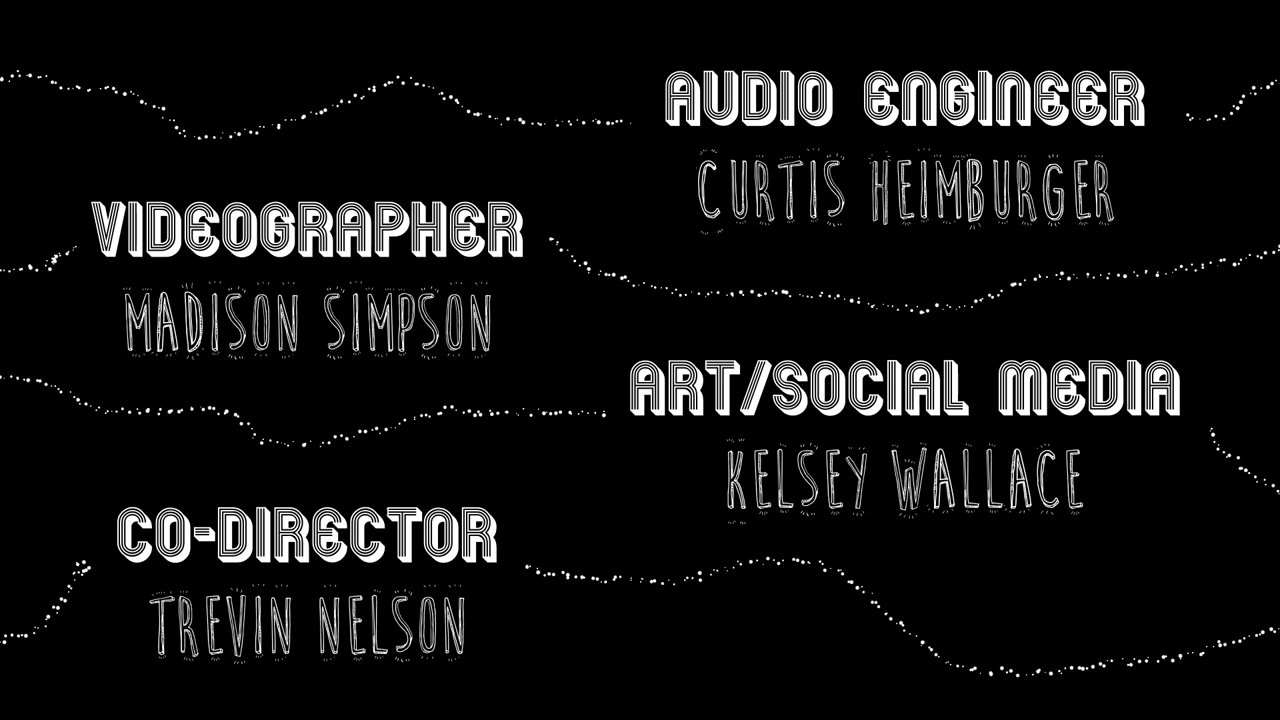 AUDIO ENGINEER
CURTIS HEIMBURGER
VIDEOGRAPHER
MADISON SIMPSON
ART/SOCIAL MEDIA
KELSEY WALLACE
CO-DIRECTOR
TREVIN NELSON